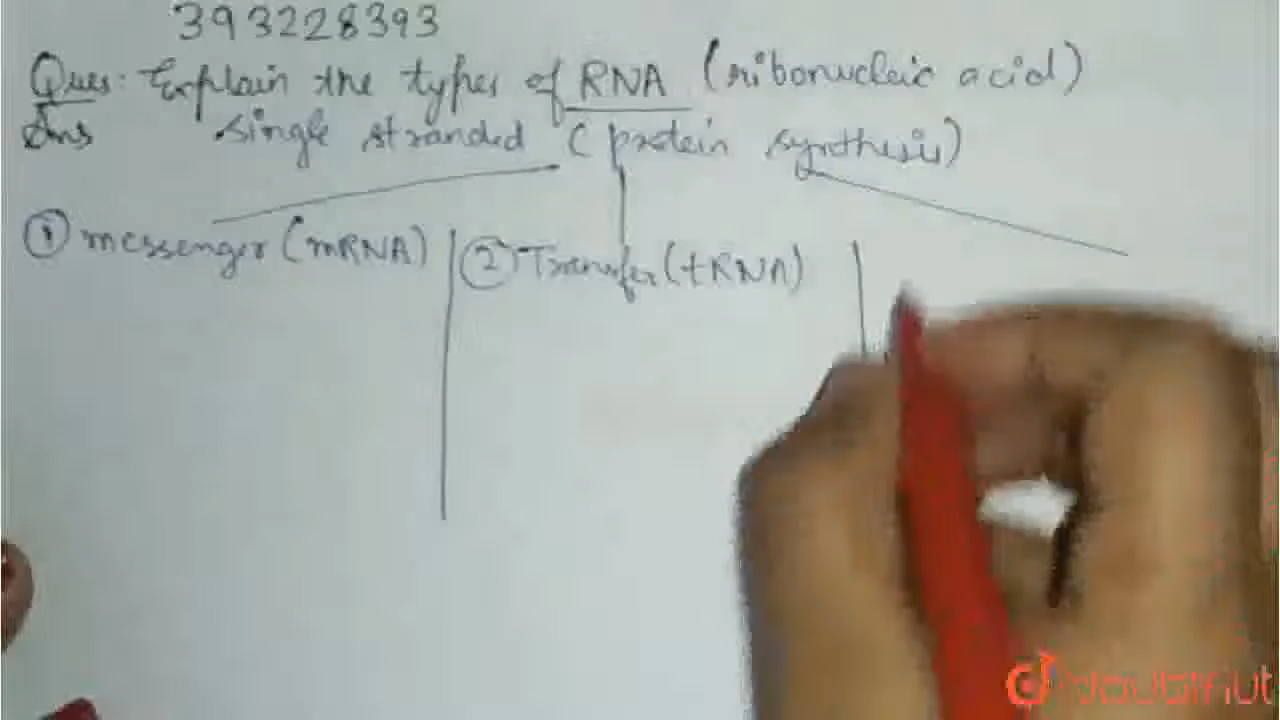 393228393
Ques: Explain the types of RNA (ribonucleic acid)
Ans single stranded (protein synthesis)
① messenger (mRNA) ② Transfer (tRNA)
doubtnut